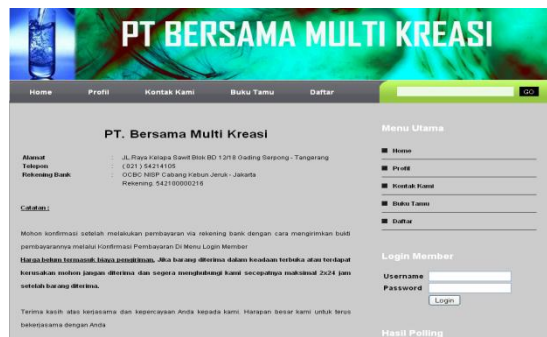 PT BERSAMA MULTI KREASI
Home Profil Kontak Kami Buku Tamu Daftar GO
PT. Bersama Multi Kreasi
Alamat : JL.Raya Kelapa Sawit Blok BD 12/18 Gading Serpong - Tangerang
Telepon : (021) 54214105
Rekening Bank : OCBC NISP Cabang Kebun Jeruk - Jakarta
Rekening. 542180000216
Catatan :
Mohon konfirmasi setelah melakukan pembayaran via rekening bank dengan cara mengirimkan bukti
pembayarannya melalui Konfirmasi Pembayaran Di Menu Login Member
Harga belum termasuk biaya pengiriman. Jika barang diterima dalam keadaan terbuka atau terdapat
kerusakan mohon jangan diterima dan segera menghubungi kami secepatnya maksimal 2x24 jam
setelah barang diterima.
Terima kasih atas kerjasama dan kepercayaan Anda kepada kami. Harapan besar kami untuk terus
bekerjasama dengan Anda
Menu Utama
Home
Profil
Kontak Kami
Buku Tamu
Daftar
Login Member
Username
Password
Login
Hasil Polling